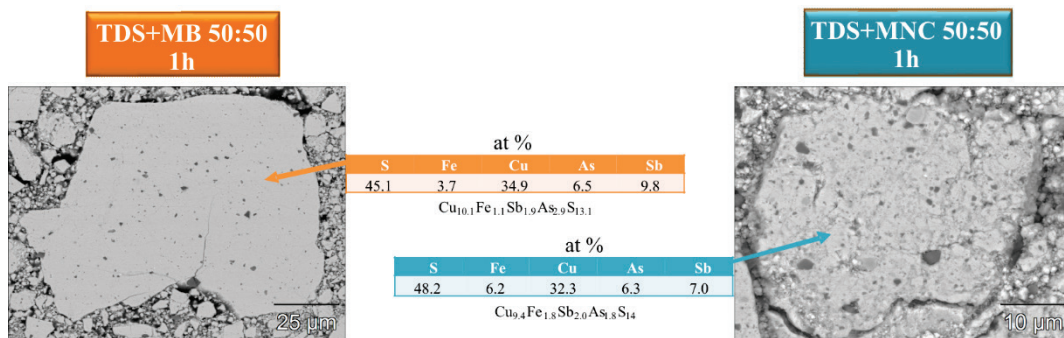 TDS+MB 50:50
1h
TDS+MNC 50:50
1h
at %
S Fe Cu As Sb
45.1 3.7 34.9 6.5 9.8
Cu10.1Fe1.1Sb1.9As2.9S13.1
at %
S Fe Cu As Sb
48.2 6.2 32.3 6.3 7.0
Cu9.4Fe1.8Sb2.0As1.8S14
25 µm
10 µm